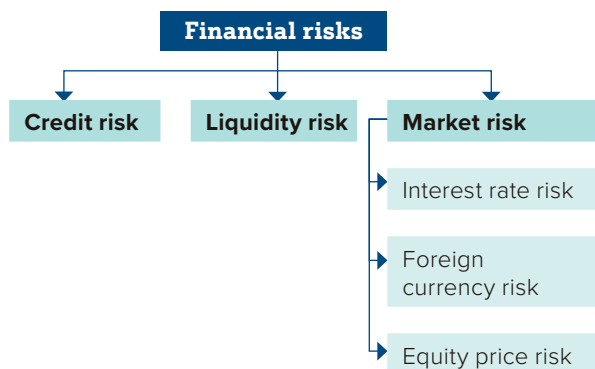 Financial risks
Credit risk
Liquidity risk
Market risk
Interest rate risk
Foreign
currency risk
Equity price risk